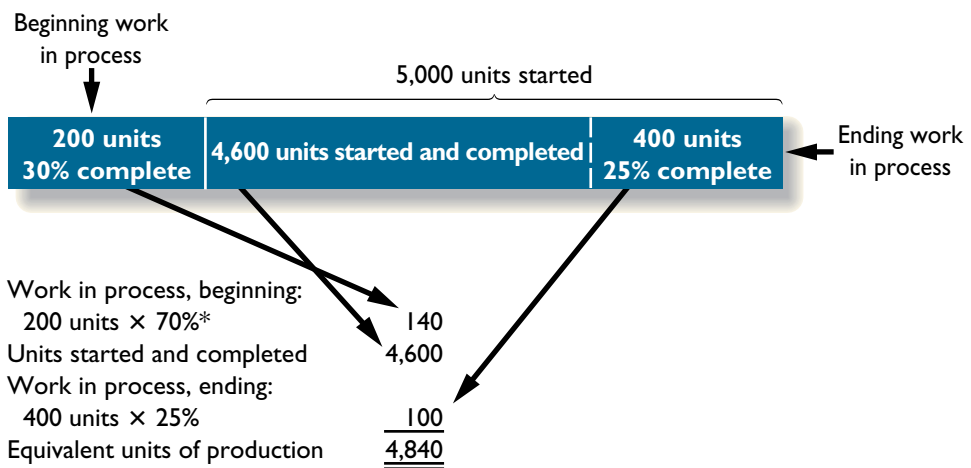 Beginning work
in process
5,000 units started
200 units
30% complete
4,600 units started and completed
400 units
25% complete
Ending work
in process
Work in process, beginning:
200 units × 70%* 140
Units started and completed 4,600
Work in process, ending:
400 units × 25% 100
Equivalent units of production 4,840